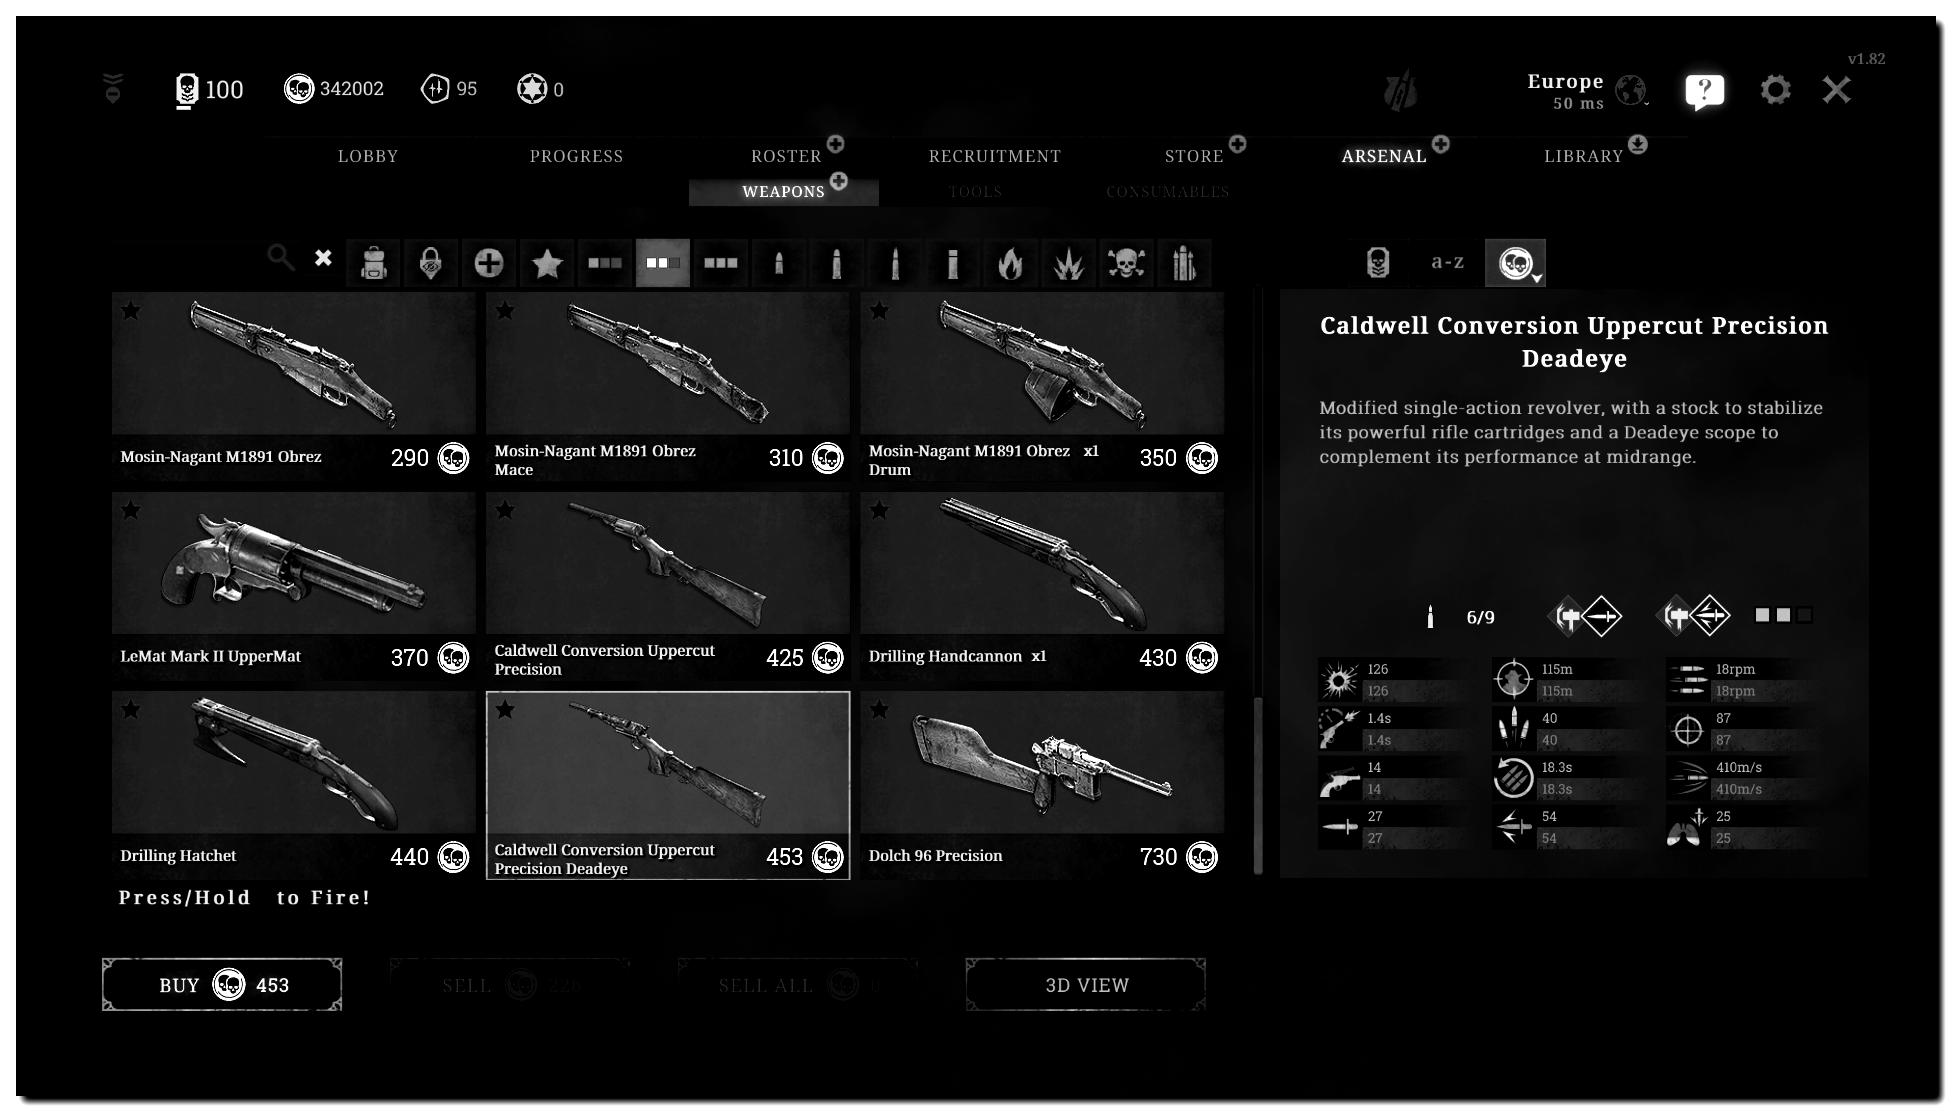 v1.82
100 342002 95 0 Europe
50 ms
LOBBY PROGRESS ROSTER RECRUITMENT STORE ARSENAL LIBRARY
WEAPONS TOOLS CONSUMABLES
a-z
Mosin-Nagant M1891 Obrez 290
Mosin-Nagant M1891 Obrez
Mace 310
Mosin-Nagant M1891 Obrez x1
Drum 350
LeMat Mark II UpperMat 370
Caldwell Conversion Uppercut
Precision 425
Drilling Handcannon x1 430
Drilling Hatchet 440
Caldwell Conversion Uppercut
Precision Deadeye 453
Dolch 96 Precision 730
Press/Hold to Fire!
BUY 453 SELL 226 SELL ALL 0 3D VIEW
Caldwell Conversion Uppercut Precision
Deadeye
Modified single-action revolver, with a stock to stabilize
its powerful rifle cartridges and a Deadeye scope to
complement its performance at midrange.
6/9
126 115m 18rpm
126 115m 18rpm
1.4s 40 87
1.4s 40 87
14 18.3s 410m/s
14 18.3s 410m/s
27 54 25
27 54 25